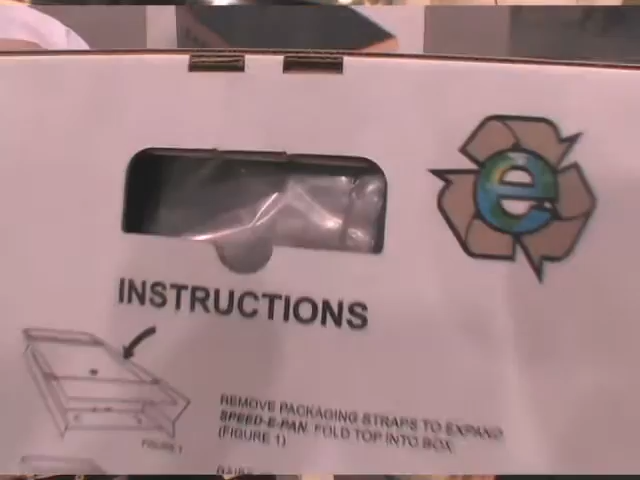 e
INSTRUCTIONS
REMOVE PACKAGING STRAPS TO EXPAND
SPEED-E-PAN. FOLD TOP INTO BOX
(FIGURE 1)
FIGURE 1